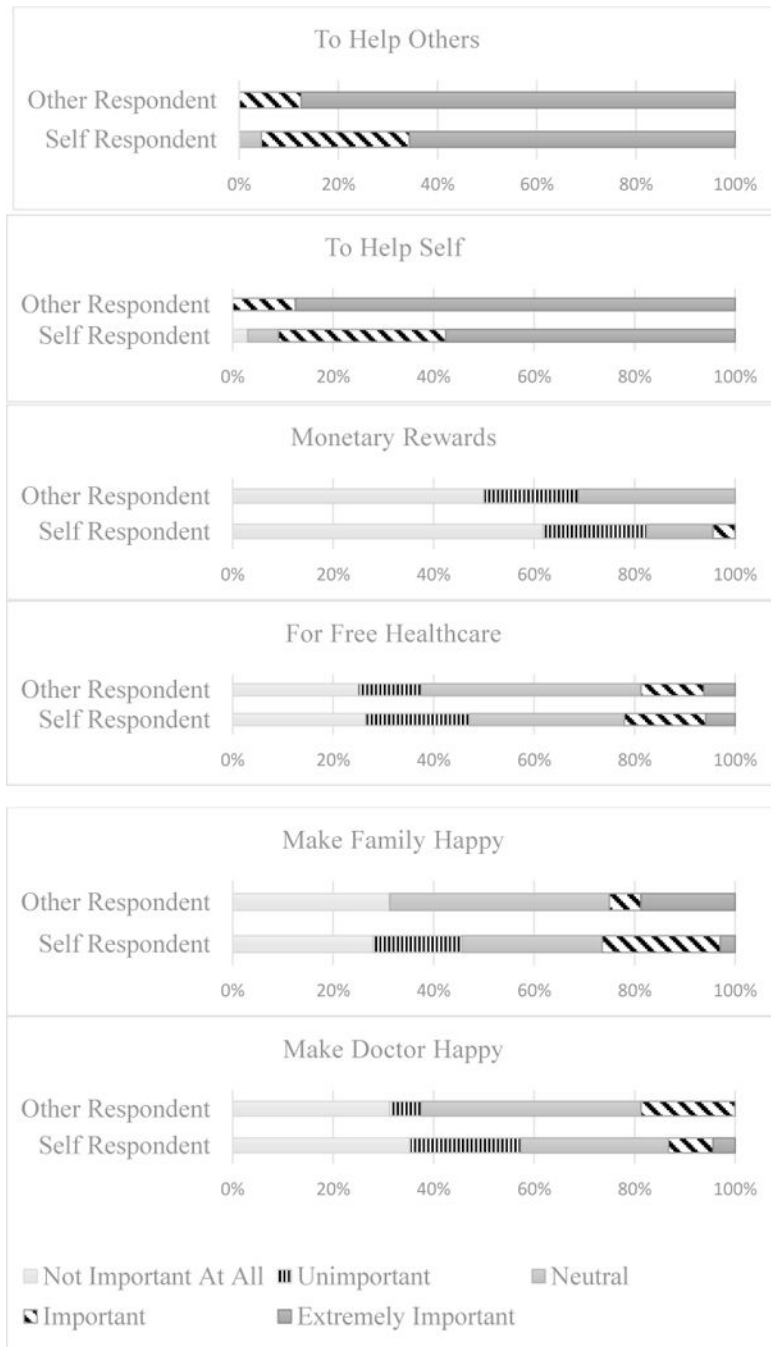 To Help Others
Other Respondent
Self Respondent
0% 20% 40% 60% 80% 100%
To Help Self
Other Respondent
Self Respondent
0% 20% 40% 60% 80% 100%
Monetary Rewards
Other Respondent
Self Respondent
0% 20% 40% 60% 80% 100%
For Free Healthcare
Other Respondent
Self Respondent
0% 20% 40% 60% 80% 100%
Make Family Happy
Other Respondent
Self Respondent
0% 20% 40% 60% 80% 100%
Make Doctor Happy
Other Respondent
Self Respondent
0% 20% 40% 60% 80% 100%
Not Important At All Unimportant Neutral
Important Extremely Important